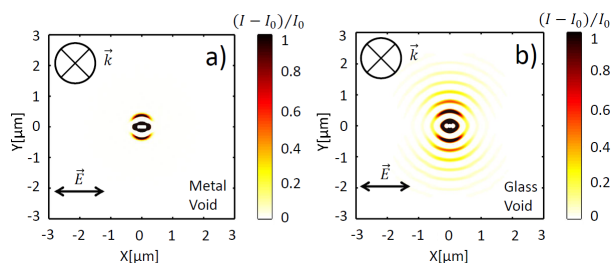 (I − I₀)/I₀
(I − I₀)/I₀
3
2
1
0
-1
-2
-3
Y[µm]
k⃗
a)
E⃗
Metal
Void
-3 -2 -1 0 1 2 3
X[µm]
1
0.8
0.6
0.4
0.2
0
3
2
1
0
-1
-2
-3
Y[µm]
k⃗
b)
E⃗
Glass
Void
-3 -2 -1 0 1 2 3
X[µm]
1
0.8
0.6
0.4
0.2
0